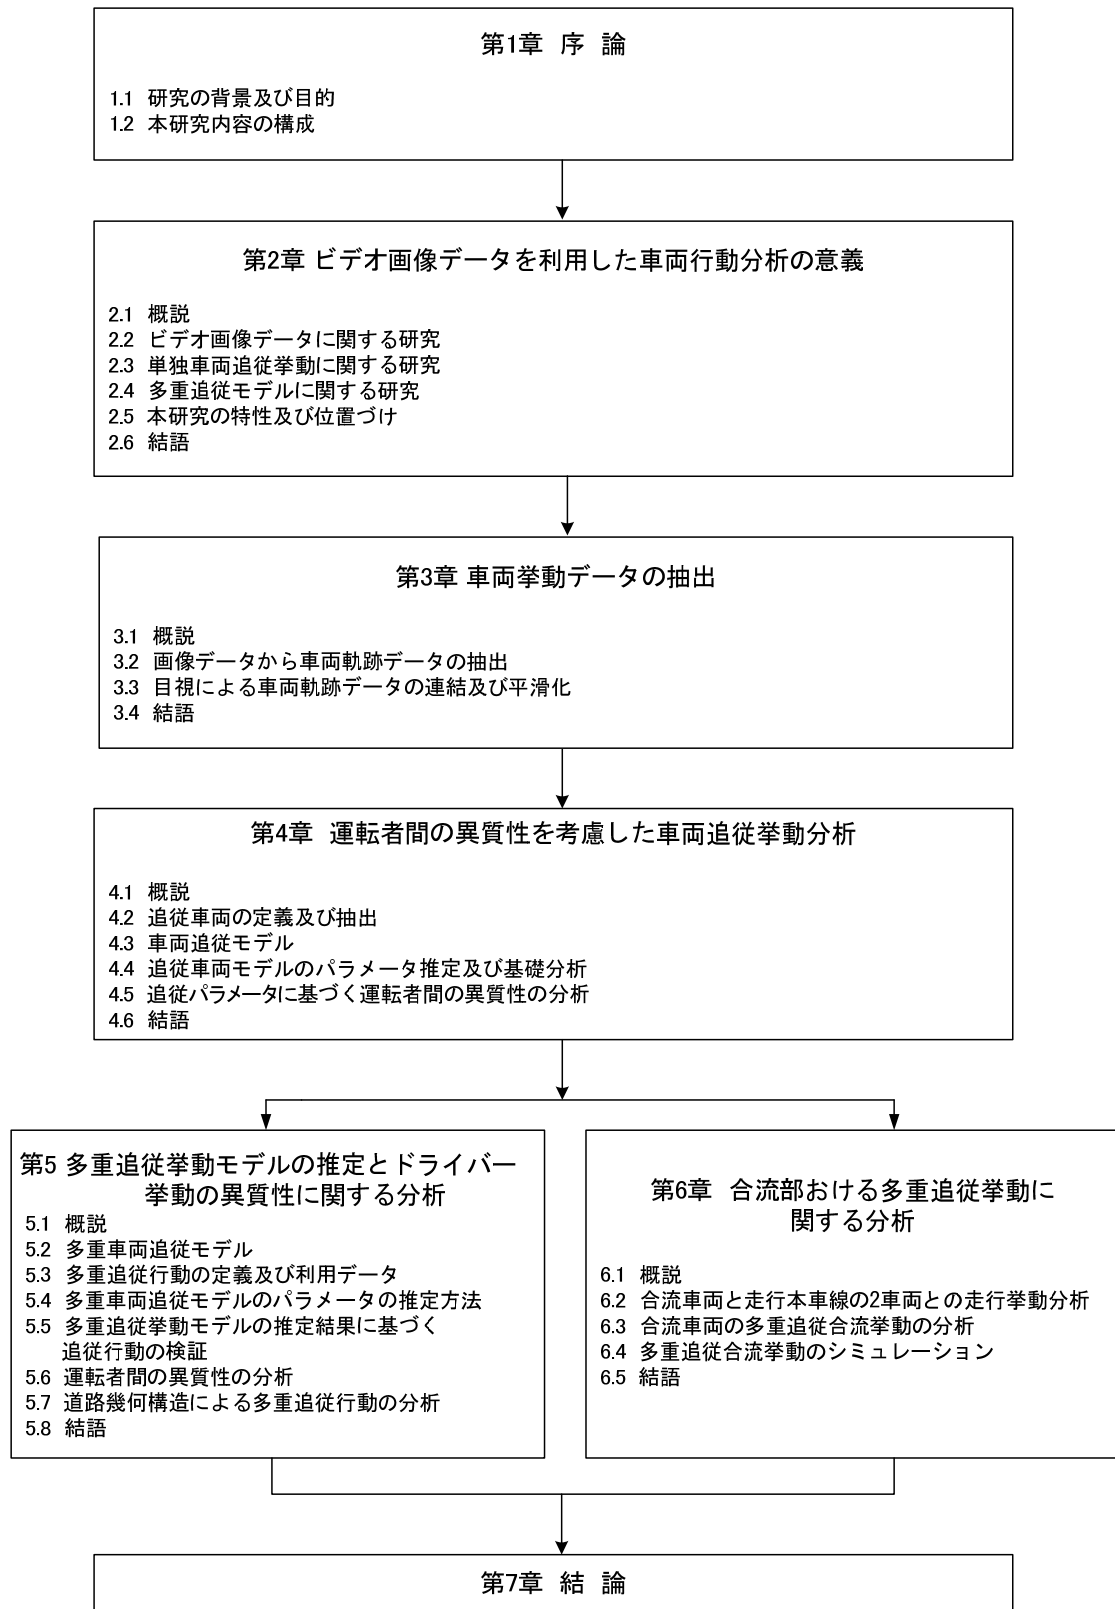 第1章 序 論
1.1 研究の背景及び目的
1.2 本研究内容の構成
第2章 ビデオ画像データを利用した車両行動分析の意義
2.1 概説
2.2 ビデオ画像データに関する研究
2.3 単独車両追従挙動に関する研究
2.4 多重追従モデルに関する研究
2.5 本研究の特性及び位置づけ
2.6 結語
第3章 車両挙動データの抽出
3.1 概説
3.2 画像データから車両軌跡データの抽出
3.3 目視による車両軌跡データの連結及び平滑化
3.4 結語
第4章 運転者間の異質性を考慮した車両追従挙動分析
4.1 概説
4.2 追従車両の定義及び抽出
4.3 車両追従モデル
4.4 追従車両モデルのパラメータ推定及び基礎分析
4.5 追従パラメータに基づく運転者間の異質性の分析
4.6 結語
第5 多重追従挙動モデルの推定とドライバー
挙動の異質性に関する分析
5.1 概説
5.2 多重車両追従モデル
5.3 多重追従行動の定義及び利用データ
5.4 多重車両追従モデルのパラメータの推定方法
5.5 多重追従挙動モデルの推定結果に基づく
追従行動の検証
5.6 運転者間の異質性の分析
5.7 道路幾何構造による多重追従行動の分析
5.8 結語
第6章 合流部おける多重追従挙動に
関する分析
6.1 概説
6.2 合流車両と走行本車線の2車両との走行挙動分析
6.3 合流車両の多重追従合流挙動の分析
6.4 多重追従合流挙動のシミュレーション
6.5 結語
第7章 結 論